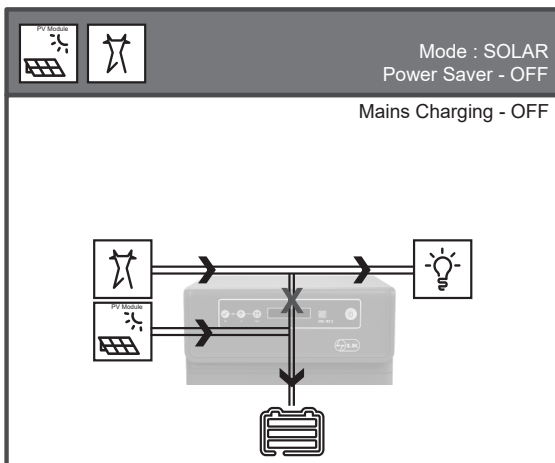 PV Module
Mode : SOLAR
Power Saver - OFF
Mains Charging - OFF
PV Module